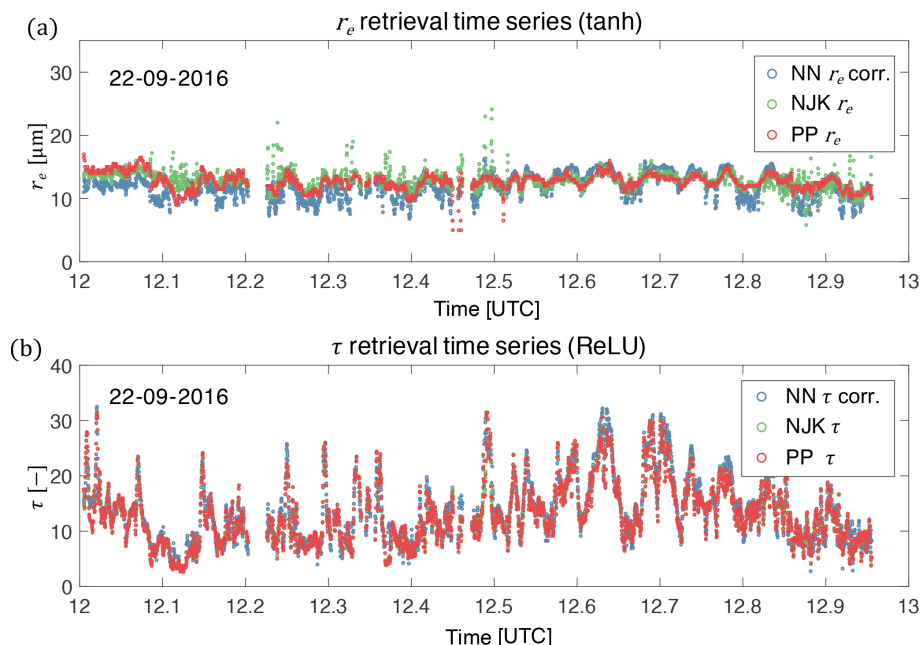 (a)
r_e retrieval time series (tanh)
22-09-2016
NN r_e corr.
NJK r_e
PP r_e
30
20
10
0
r_e [μm]
12 12.1 12.2 12.3 12.4 12.5 12.6 12.7 12.8 12.9 13
Time [UTC]
(b)
τ retrieval time series (ReLU)
22-09-2016
NN τ corr.
NJK τ
PP τ
40
30
20
10
0
τ [–]
12 12.1 12.2 12.3 12.4 12.5 12.6 12.7 12.8 12.9 13
Time [UTC]